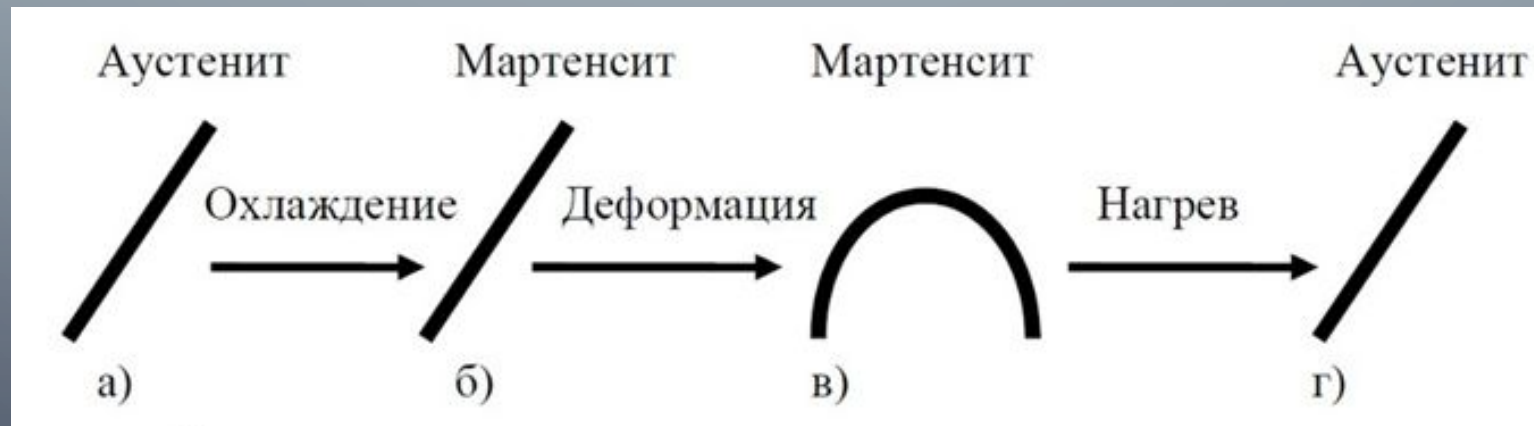 Аустенит Мартенсит Мартенсит Аустенит
Охлаждение Деформация Нагрев
а) б) в) г)